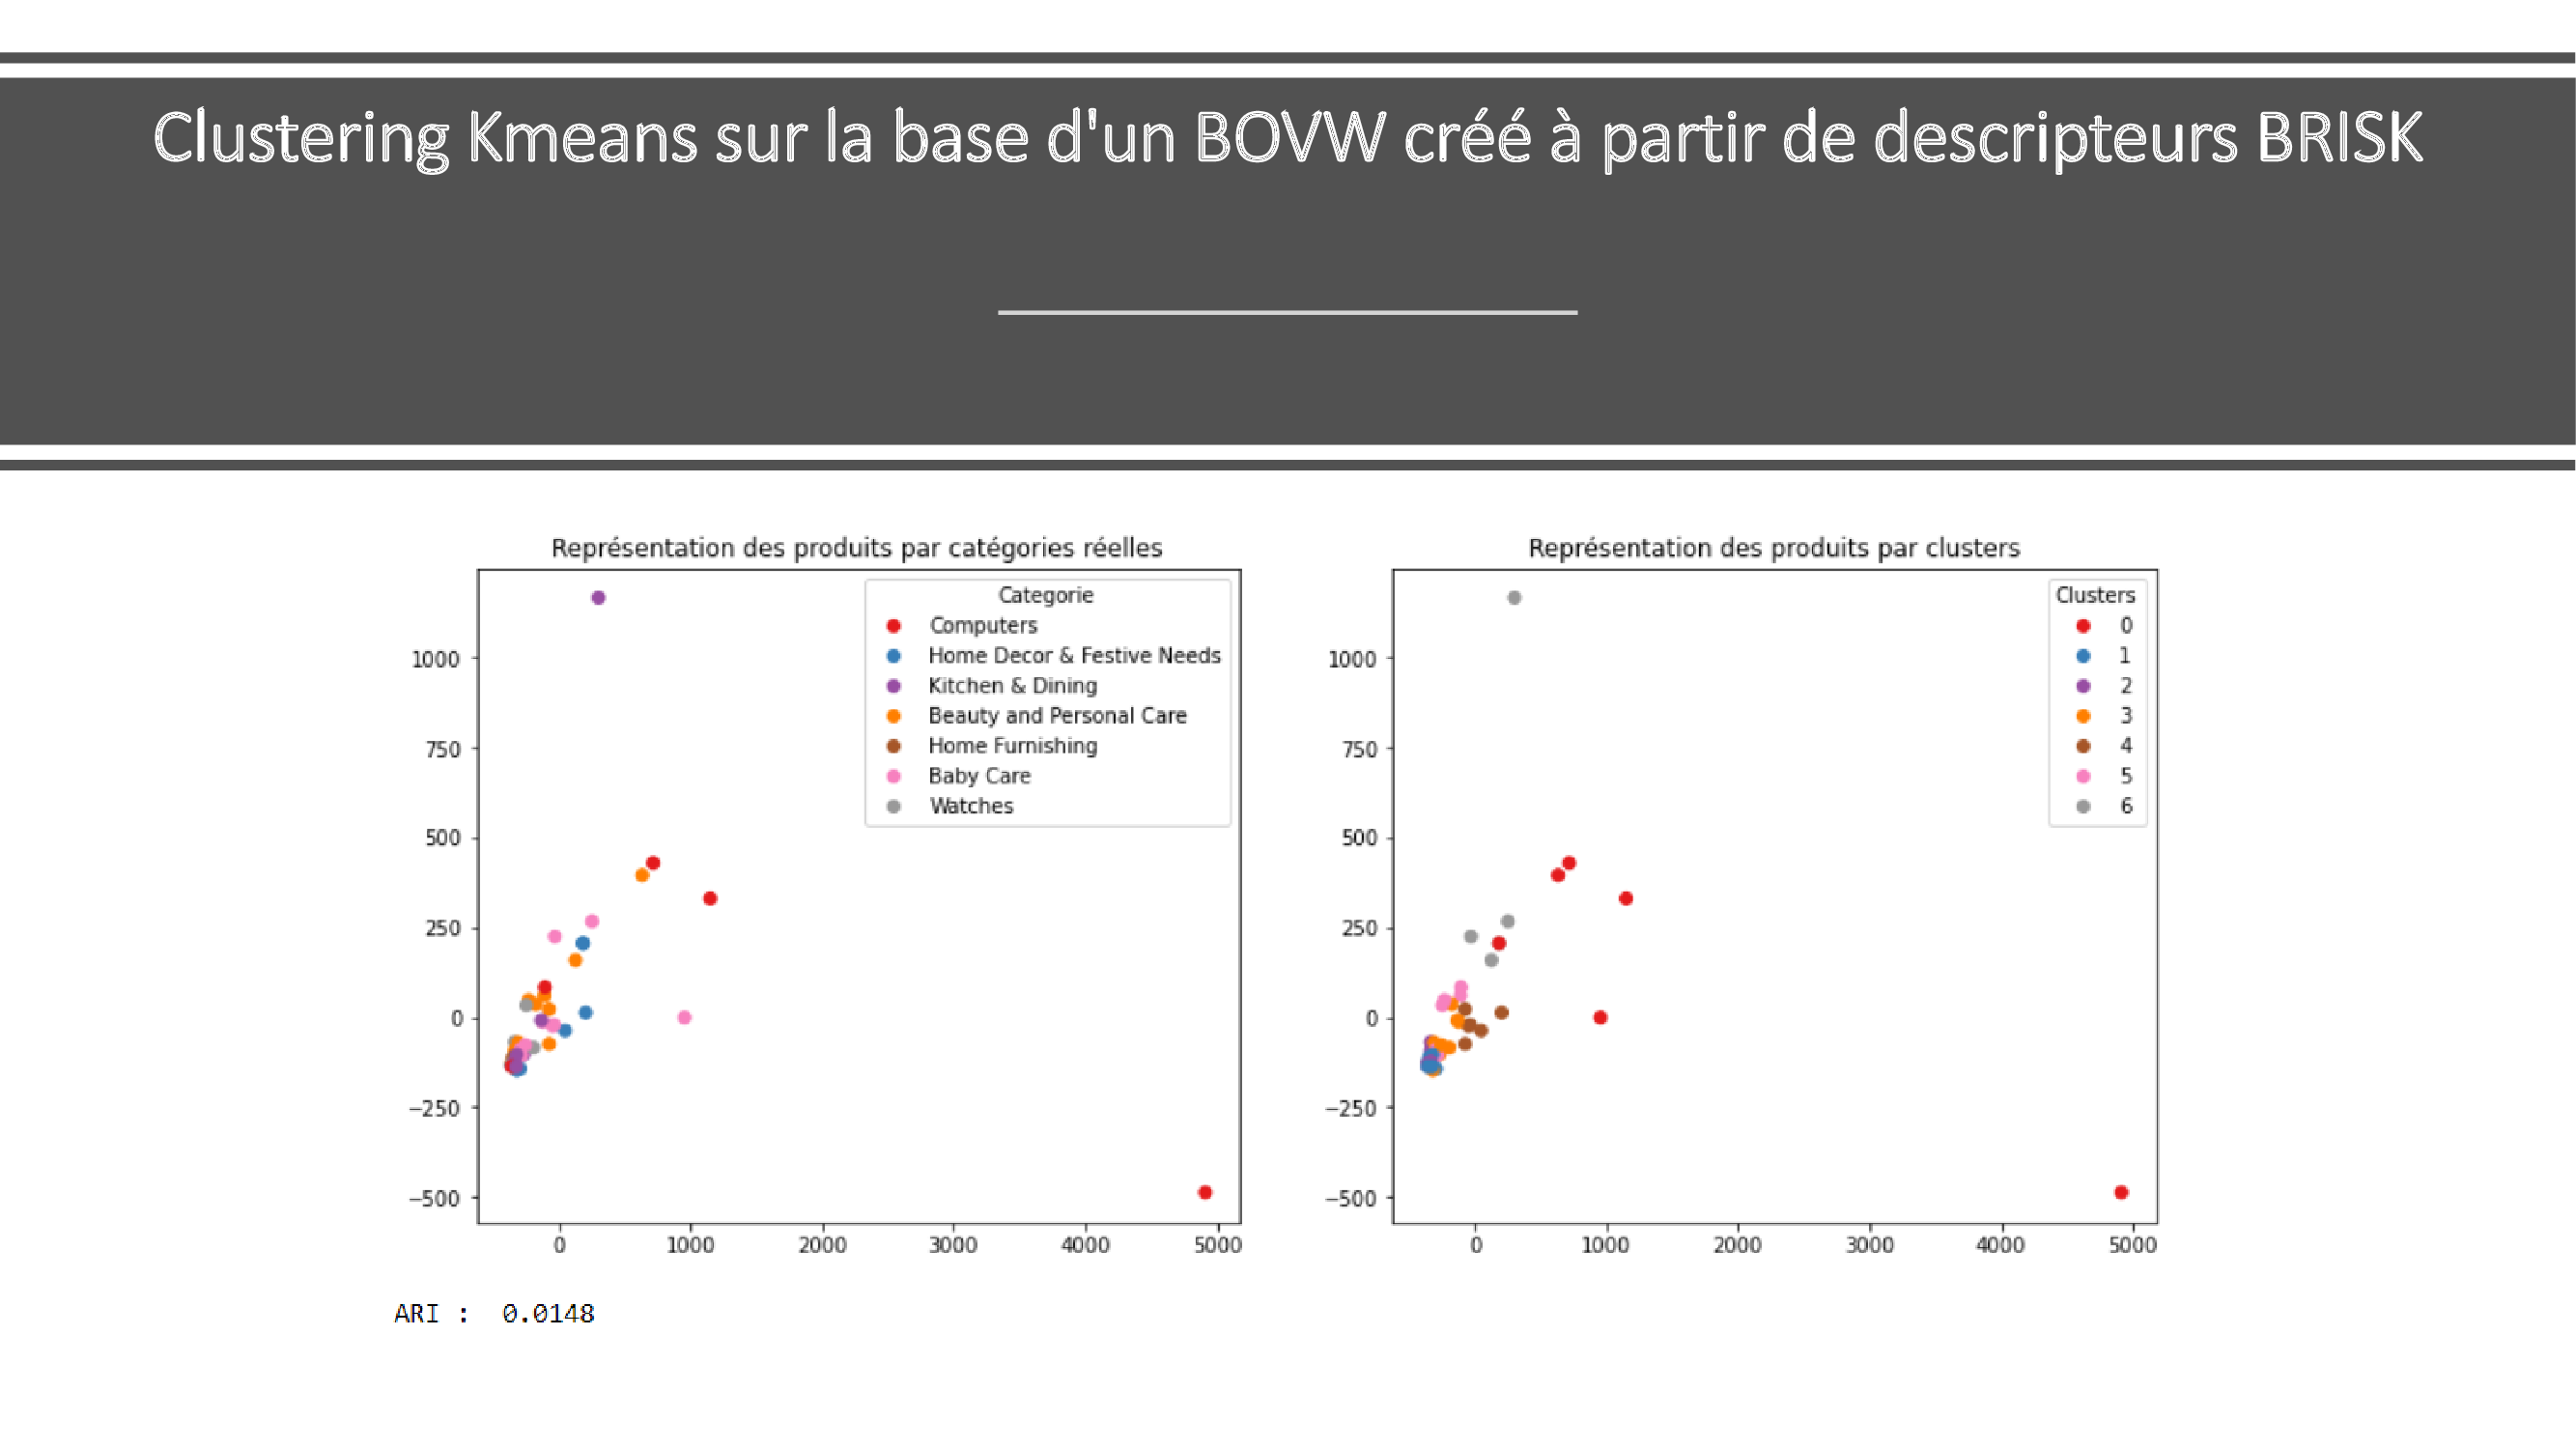 Clustering Kmeans sur la base d'un BOVW créé à partir de descripteurs BRISK
Représentation des produits par catégories réelles
Categorie
Computers
Home Decor & Festive Needs
Kitchen & Dining
Beauty and Personal Care
Home Furnishing
Baby Care
Watches
1000
750
500
250
0
−250
−500
0 1000 2000 3000 4000 5000
Représentation des produits par clusters
Clusters
0
1
2
3
4
5
6
1000
750
500
250
0
−250
−500
0 1000 2000 3000 4000 5000
ARI : 0.0148